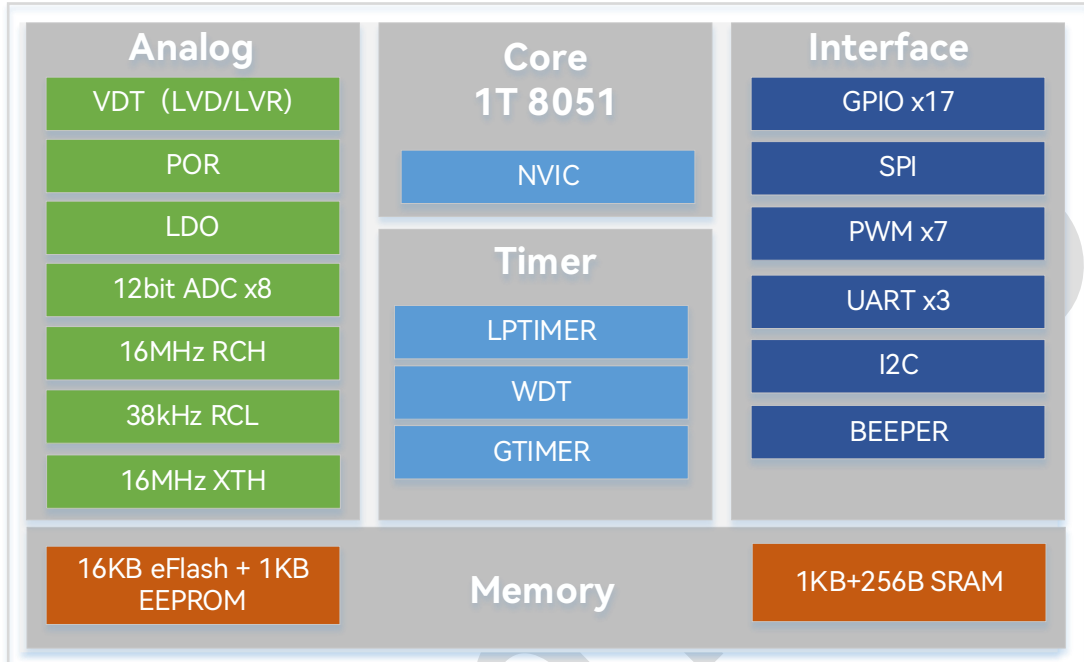 Analog
VDT（LVD/LVR)
POR
LDO
12bit ADC x8
16MHz RCH
38kHz RCL
16MHz XTH
Core
1T 8051
NVIC
Timer
LPTIMER
WDT
GTIMER
Interface
GPIO x17
SPI
PWM x7
UART x3
I2C
BEEPER
16KB eFlash + 1KB
EEPROM
Memory
1KB+256B SRAM